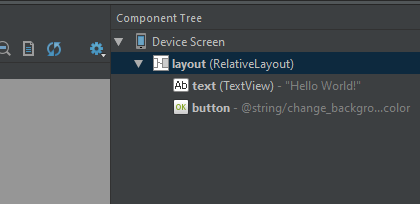 Component Tree
Device Screen
layout (RelativeLayout)
Ab text (TextView) - "Hello World!"
OK button - @string/change_backgro...color